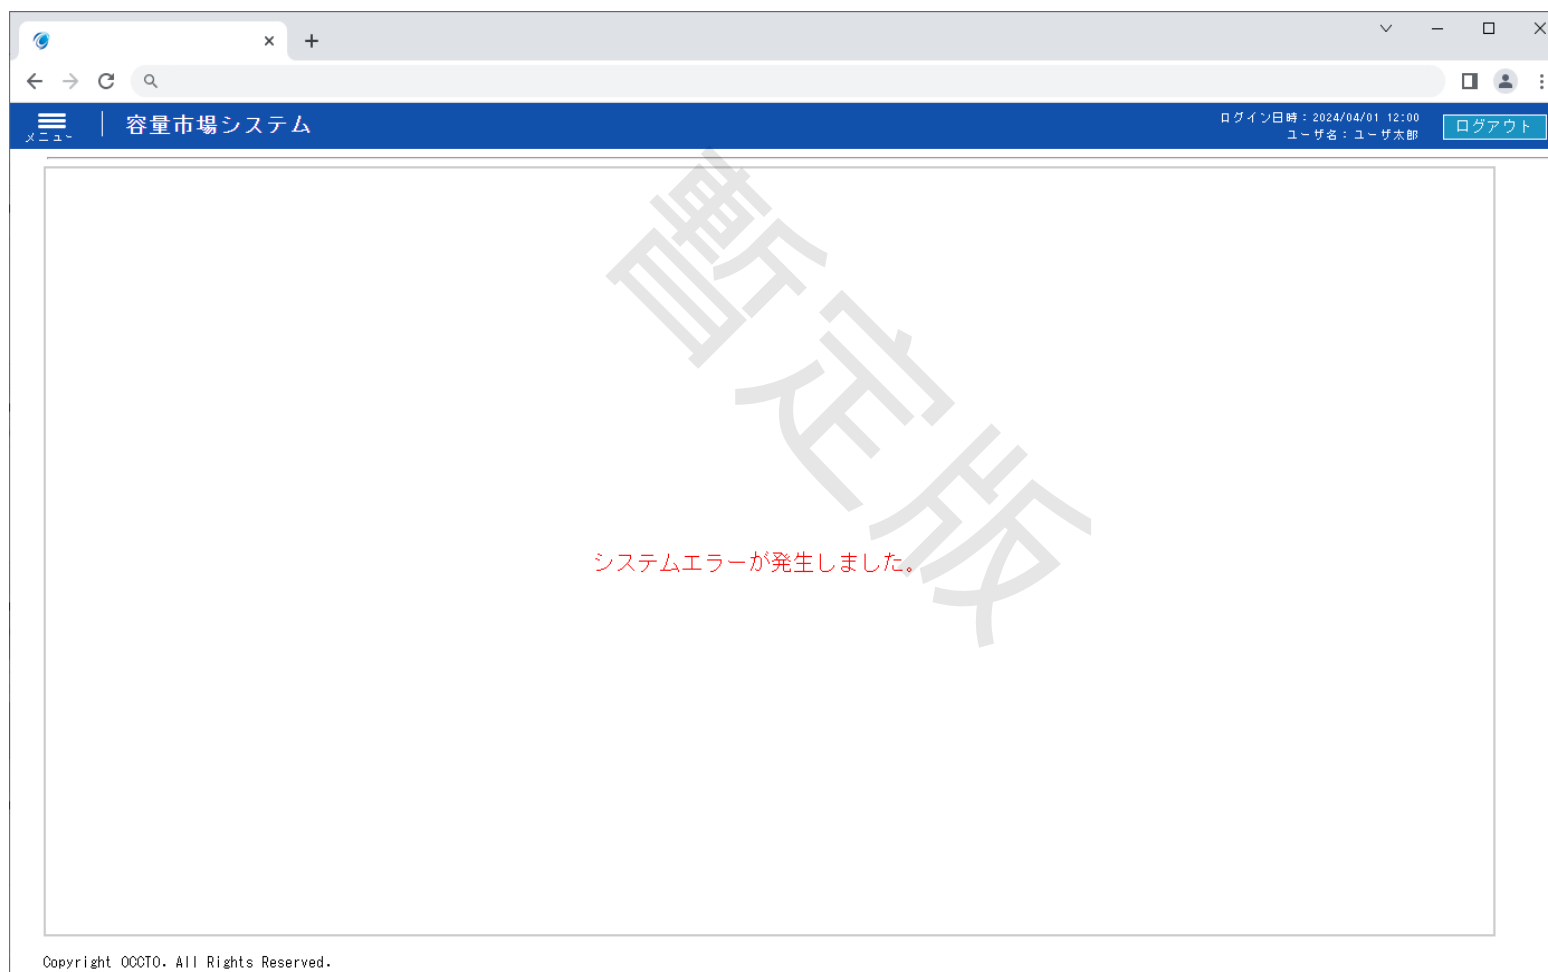 メニュー
容量市場システム
ログイン日時：2024/04/01 12:00
ユーザ名：ユーザ太郎
ログアウト
暫定版
システムエラーが発生しました。
Copyright OCCTO. All Rights Reserved.